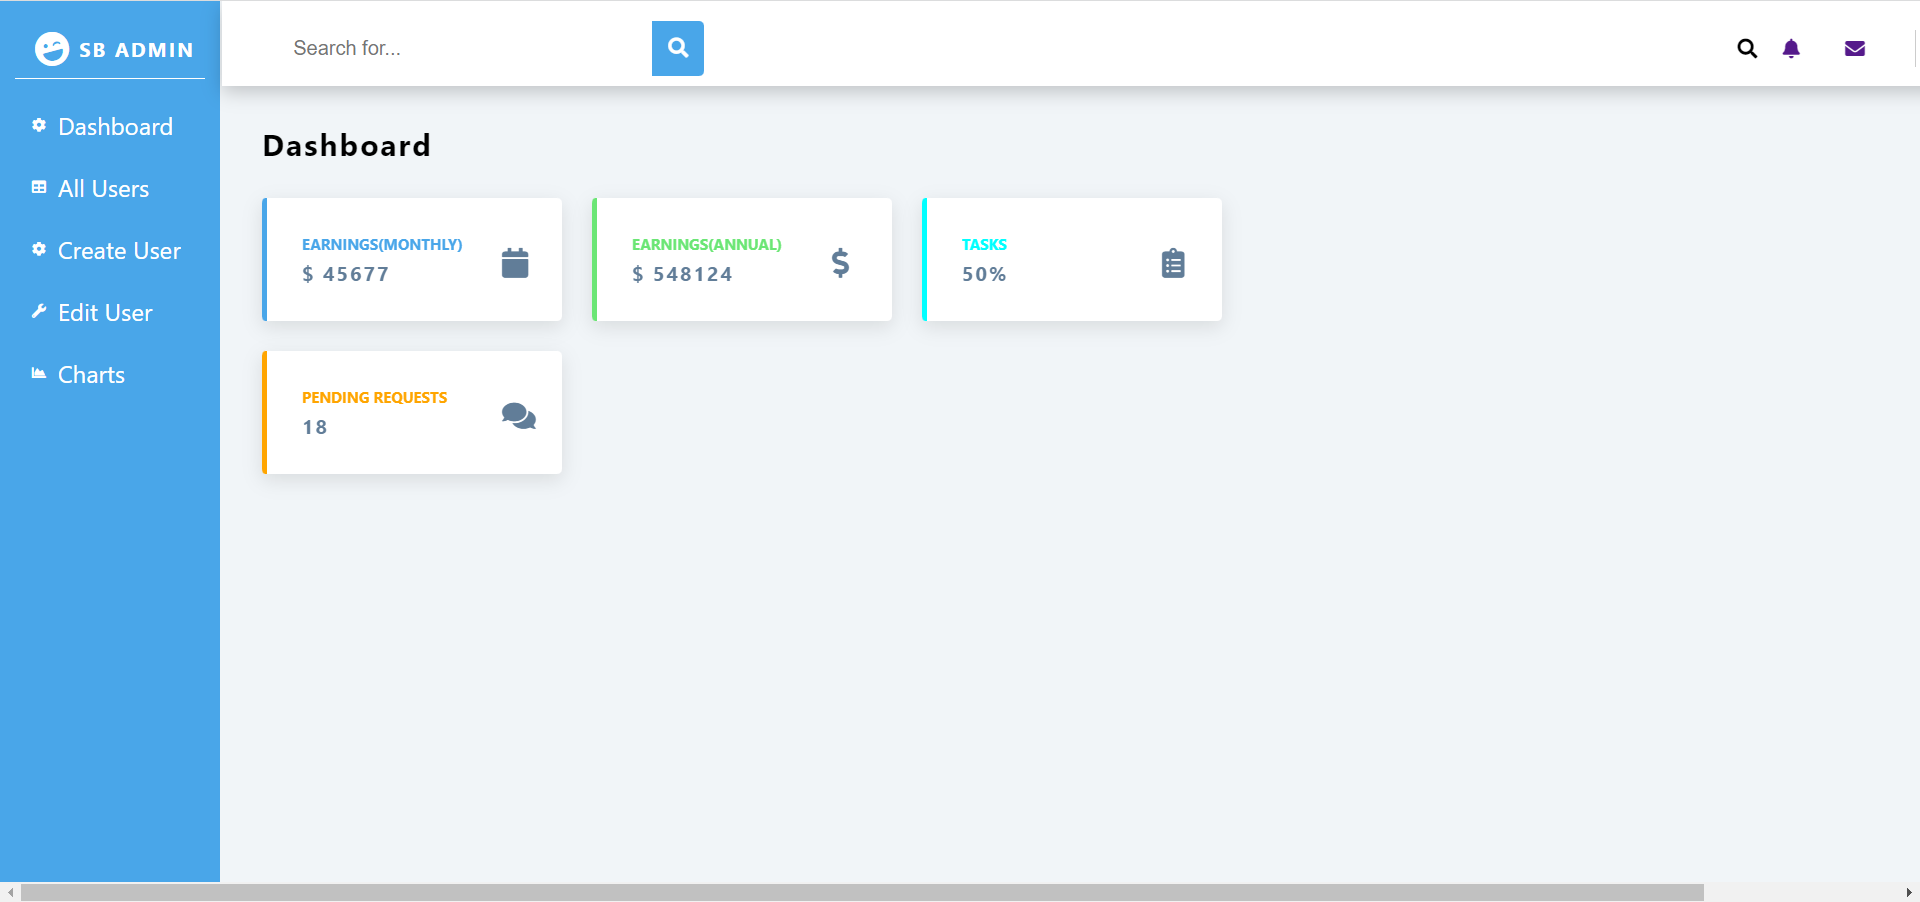 SB ADMIN
Search for...
Dashboard
All Users
Create User
Edit User
Charts
Dashboard
EARNINGS(MONTHLY)
$ 45677
EARNINGS(ANNUAL)
$ 548124
TASKS
50%
PENDING REQUESTS
18